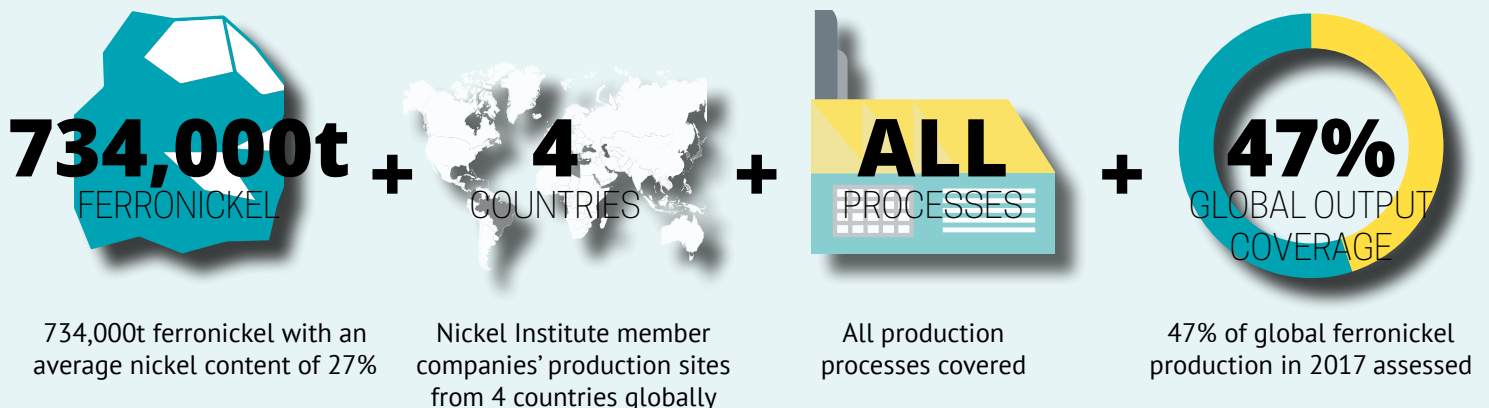 734,000t
FERRONICKEL
734,000t ferronickel with an
average nickel content of 27%
+
4
COUNTRIES
Nickel Institute member
companies’ production sites
from 4 countries globally
+
ALL
PROCESSES
All production
processes covered
+
47%
GLOBAL OUTPUT
COVERAGE
47% of global ferronickel
production in 2017 assessed